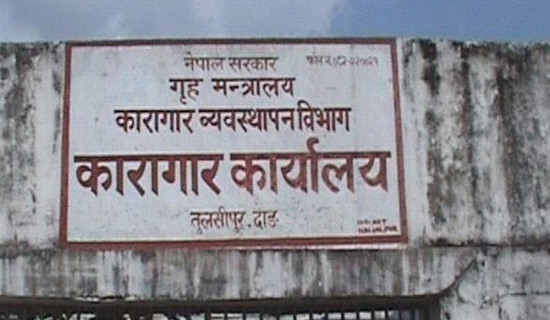 नेपाल सरकार
गृह मन्त्रालय
कारागार व्यवस्थापन विभाग
कारागार कार्यालय
तुलसीपुर, दाङ